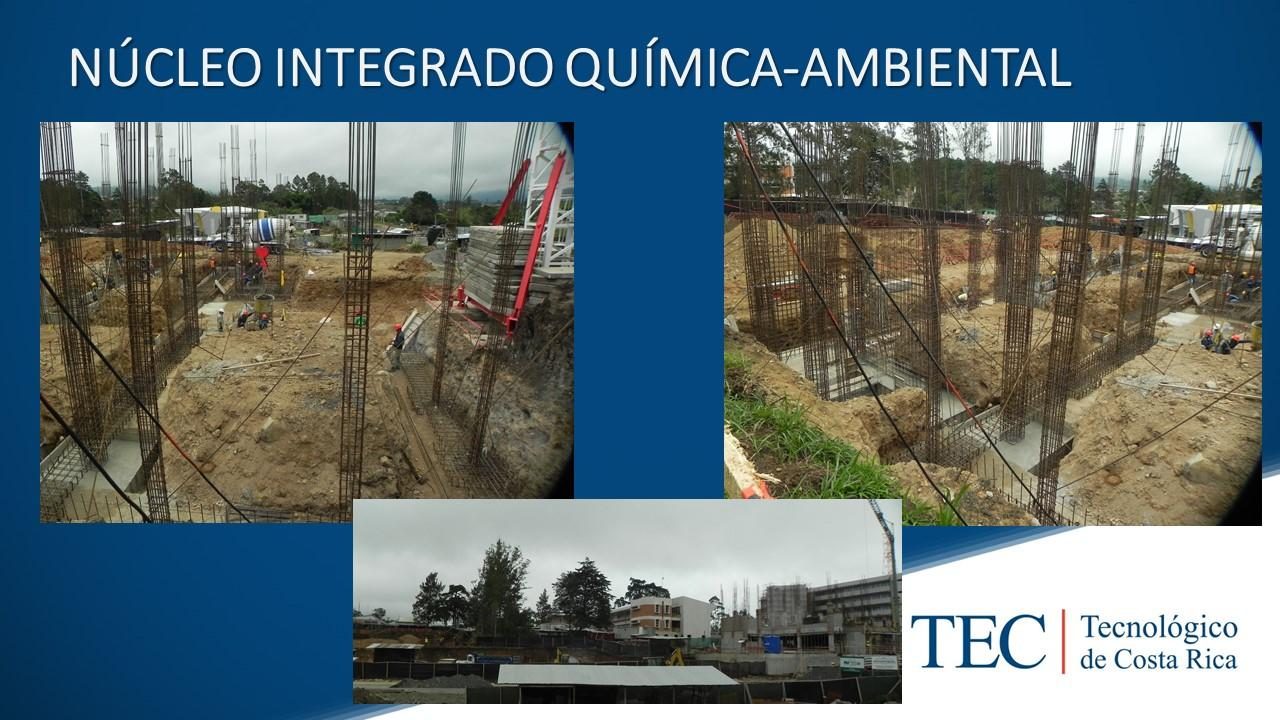 NÚCLEO INTEGRADO QUÍMICA-AMBIENTAL
TEC
Tecnológico
de Costa Rica